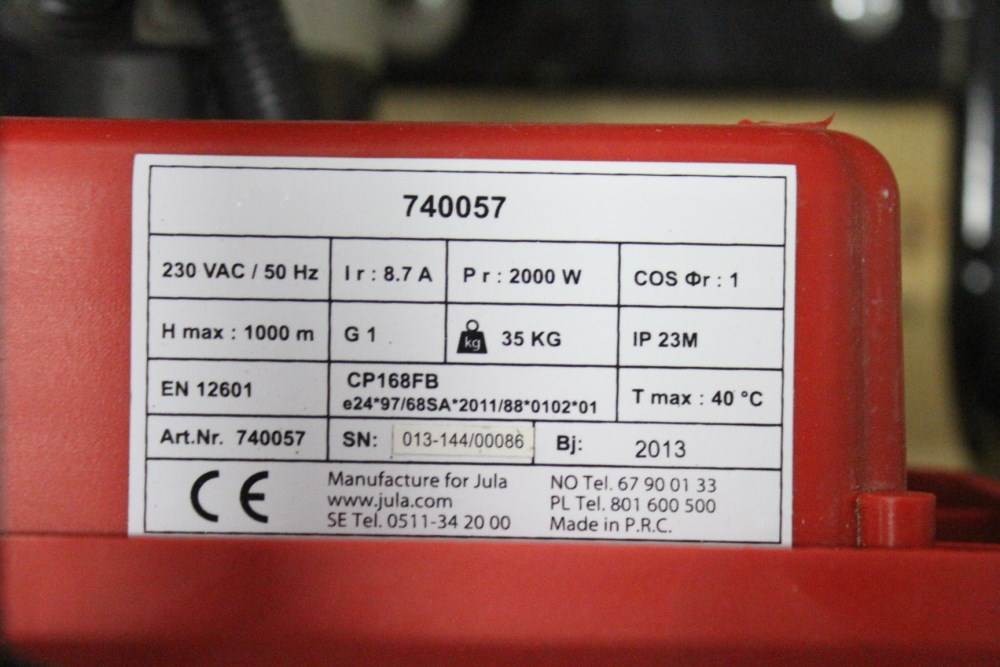 740057
230 VAC / 50 Hz
I r : 8.7 A
P r : 2000 W
COS Φr : 1
H max : 1000 m
G 1
kg 35 KG
IP 23M
EN 12601
CP168FB
e24*97/68SA*2011/88*0102*01
T max : 40 °C
Art.Nr. 740057
SN: 013-144/00086
Bj: 2013
CE
Manufacture for Jula
www.jula.com
SE Tel. 0511-34 20 00
NO Tel. 67 90 01 33
PL Tel. 801 600 500
Made in P.R.C.